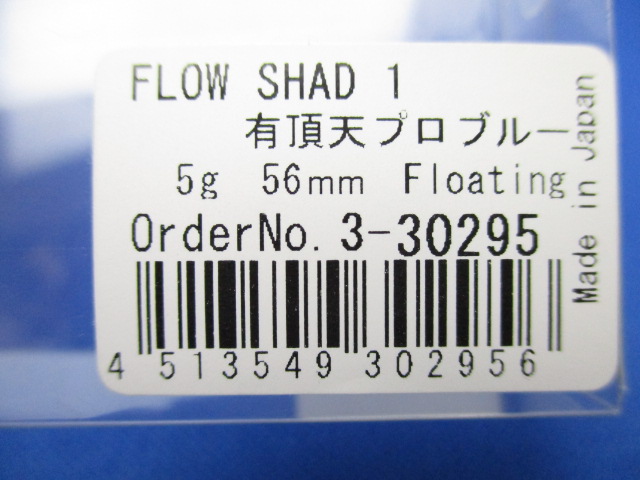 FLOW SHAD 1
有頂天プロブルー
5g 56mm Floating
OrderNo. 3-30295
4 513549 302956
Made in Japan